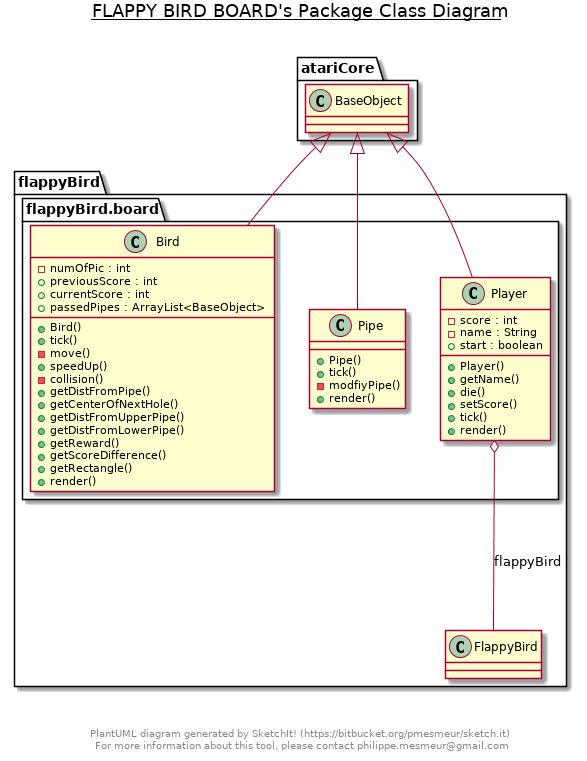 FLAPPY BIRD BOARD's Package Class Diagram
atariCore
C BaseObject
flappyBird
flappyBird.board
C Bird
numOfPic : int
previousScore : int
currentScore : int
passedPipes : ArrayList<BaseObject>
Bird()
tick()
move()
speedUp()
collision()
getDistFromPipe()
getCenterOfNextHole()
getDistFromUpperPipe()
getDistFromLowerPipe()
getReward()
getScoreDifference()
getRectangle()
render()
C Pipe
Pipe()
tick()
modfiyPipe()
render()
C Player
score : int
name : String
start : boolean
Player()
getName()
die()
setScore()
tick()
render()
flappyBird
C FlappyBird
PlantUML diagram generated by SketchIt! (https://bitbucket.org/pmesmeur/sketch.it)
For more information about this tool, please contact philippe.mesmeur@gmail.com